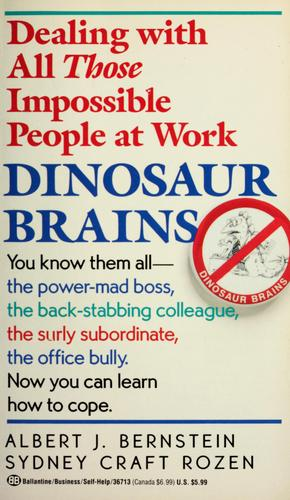 Dealing with
All Those
Impossible
People at Work
DINOSAUR
BRAINS
DINOSAUR BRAINS
You know them all—
the power-mad boss,
the back-stabbing colleague,
the surly subordinate,
the office bully.
Now you can learn
how to cope.
ALBERT J. BERNSTEIN
SYDNEY CRAFT ROZEN
BB Ballantine/Business/Self-Help/36713 (Canada $6.99) U.S. $5.99